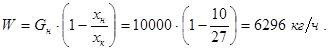 W = G_н · (1 − x_н / x_к) = 10000 · (1 − 10 / 27) = 6296 кг/ч .